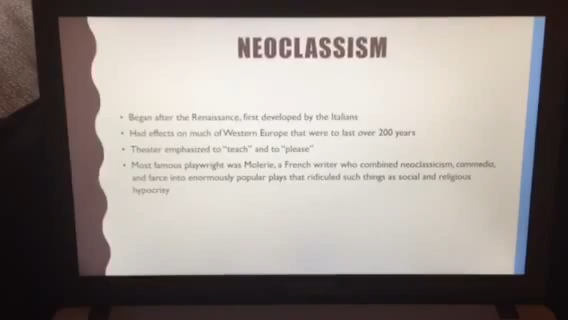 NEOCLASSISM
• Began after the Renaissance, first developed by the Italians
• Had effects on much of Western Europe that were to last over 200 years
• Theater emphasized to "teach" and to "please"
• Most famous playwright was Molerie, a French writer who combined neoclassicism, commedia,
and farce into enormously popular plays that ridiculed such things as social and religious
hypocrity